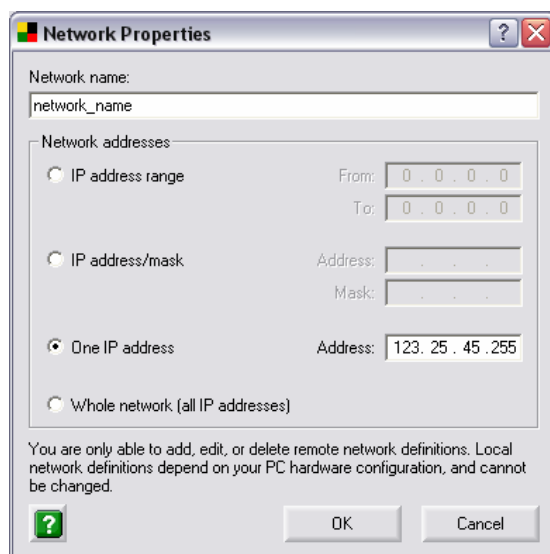 Network Properties
Network name:
network_name
Network addresses
IP address range
From: 0 . 0 . 0 . 0
To: 0 . 0 . 0 . 0
IP address/mask
Address: . . .
Mask: . . .
One IP address
Address: 123. 25 . 45 .255
Whole network (all IP addresses)
You are only able to add, edit, or delete remote network definitions. Local
network definitions depend on your PC hardware configuration, and cannot
be changed.
OK
Cancel